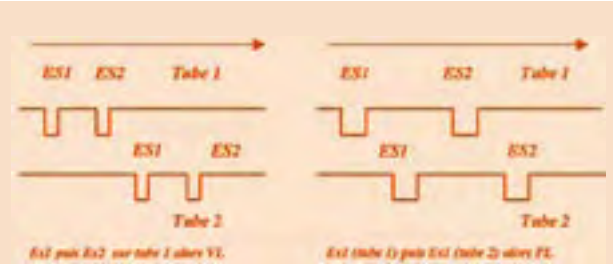 ES1 ES2 Tube 1
ES1 ES2
Tube 2
Es1 puis Es2 sur tube 1 alors VL
ES1 ES2 Tube 1
ES1 ES2
Tube 2
Es1 (tube 1) puis Es1 (tube 2) alors PL